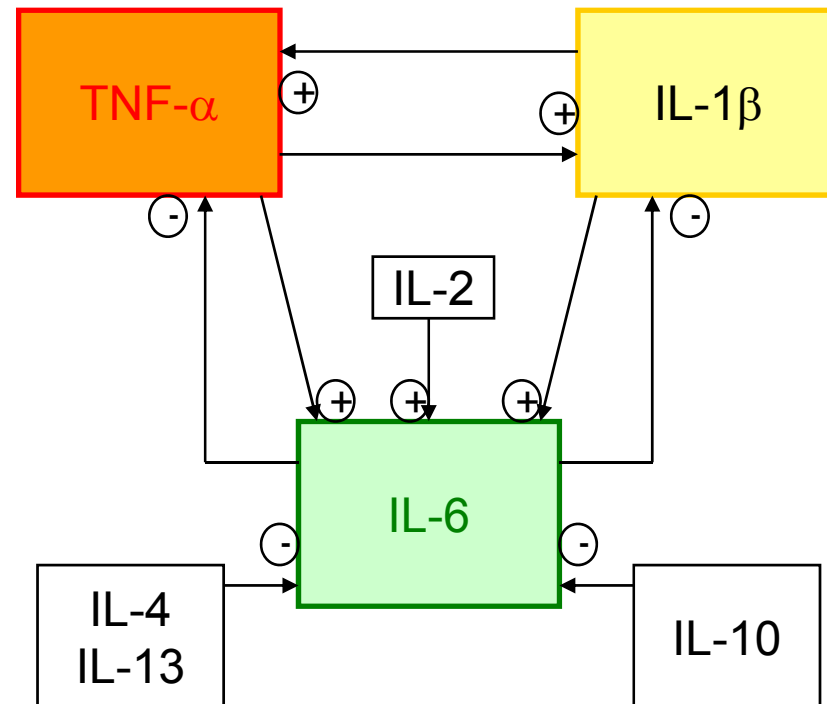 TNF-α
IL-1β
+
+
-
-
IL-2
+
+
+
IL-6
-
-
IL-4
IL-13
IL-10